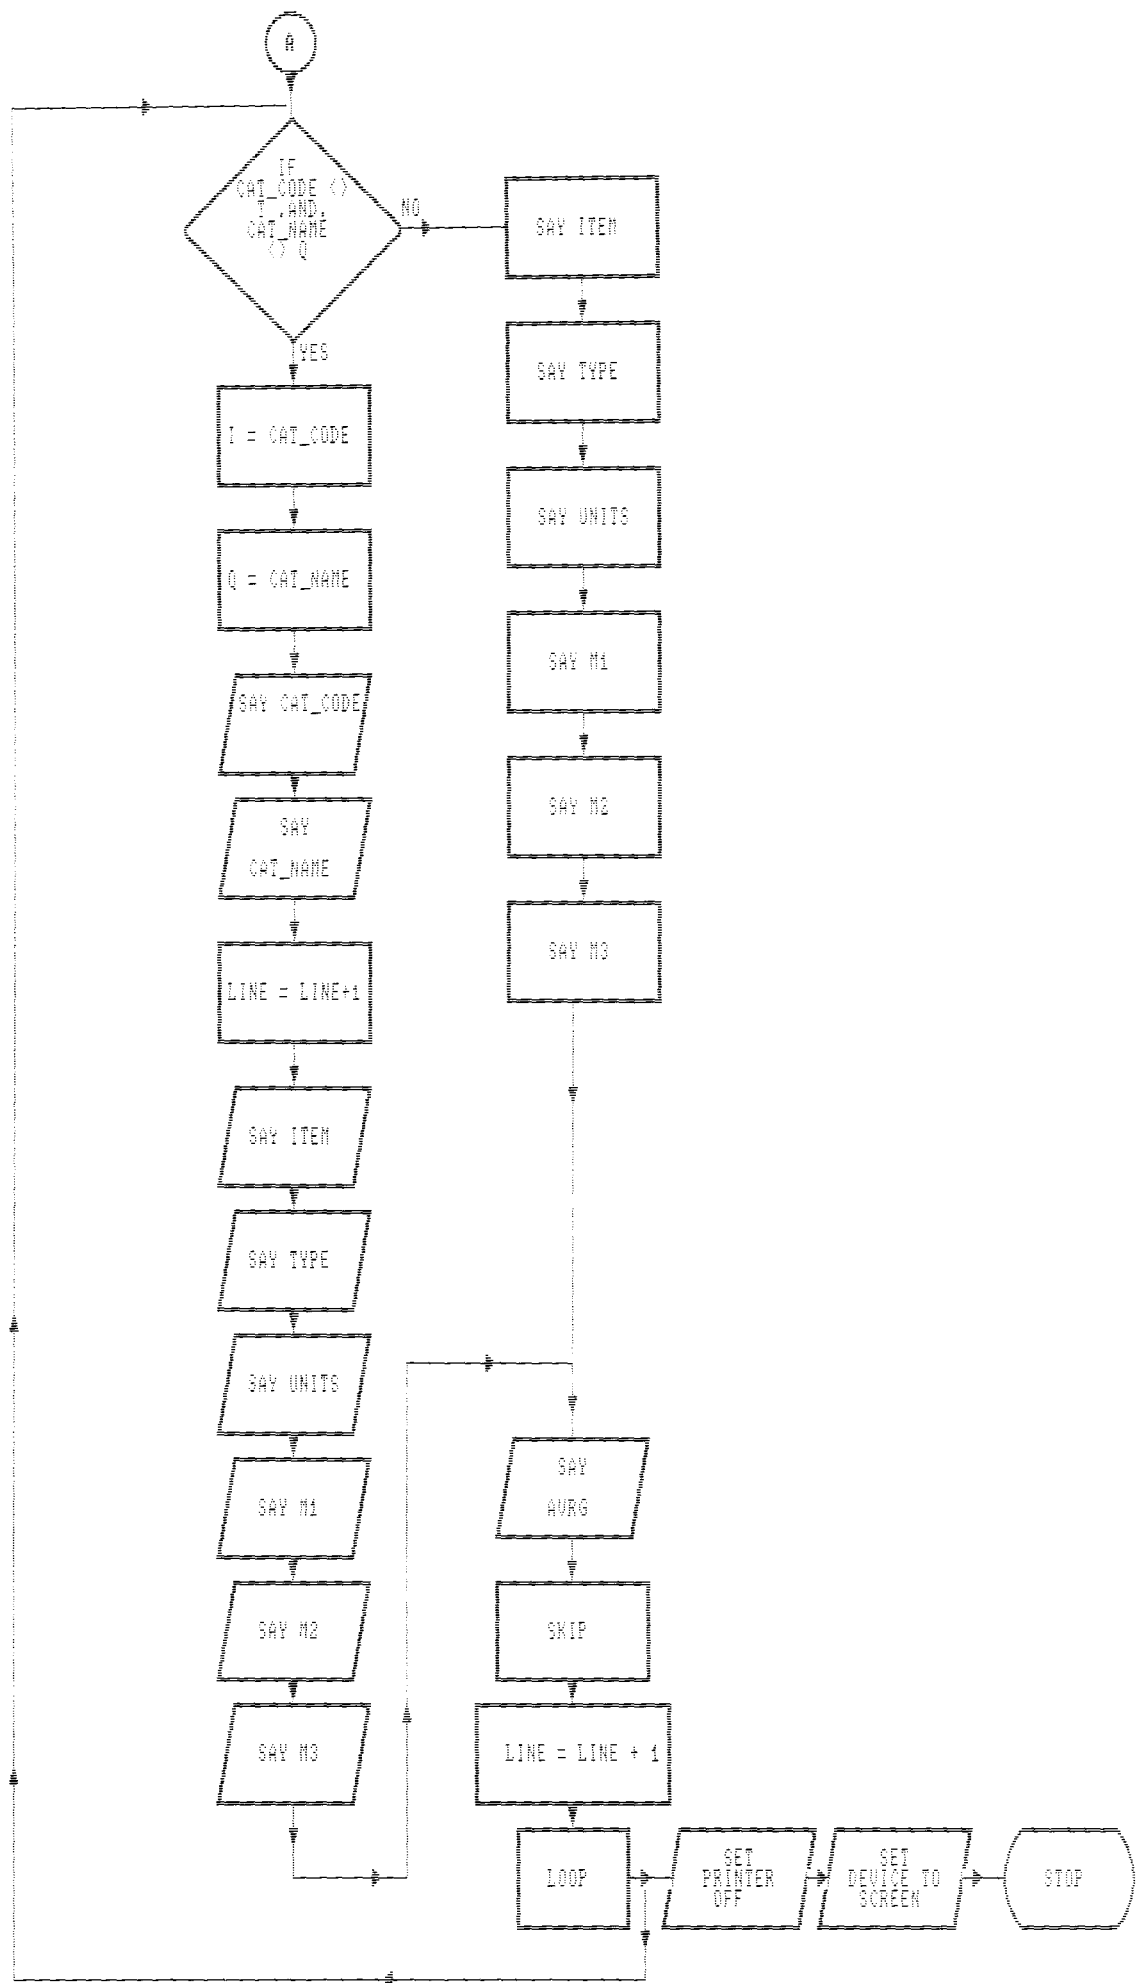 A
IF
CAT_CODE <>
T .AND.
CAT_NAME
<> Q
NO
YES
T = CAT_CODE
Q = CAT_NAME
SAY CAT_CODE
SAY
CAT_NAME
LINE = LINE+1
SAY ITEM
SAY TYPE
SAY UNITS
SAY M1
SAY M2
SAY M3
SAY ITEM
SAY TYPE
SAY UNITS
SAY M1
SAY M2
SAY M3
SAY
AVRG
SKIP
LINE = LINE + 1
LOOP
SET
PRINTER
OFF
SET
DEVICE TO
SCREEN
STOP